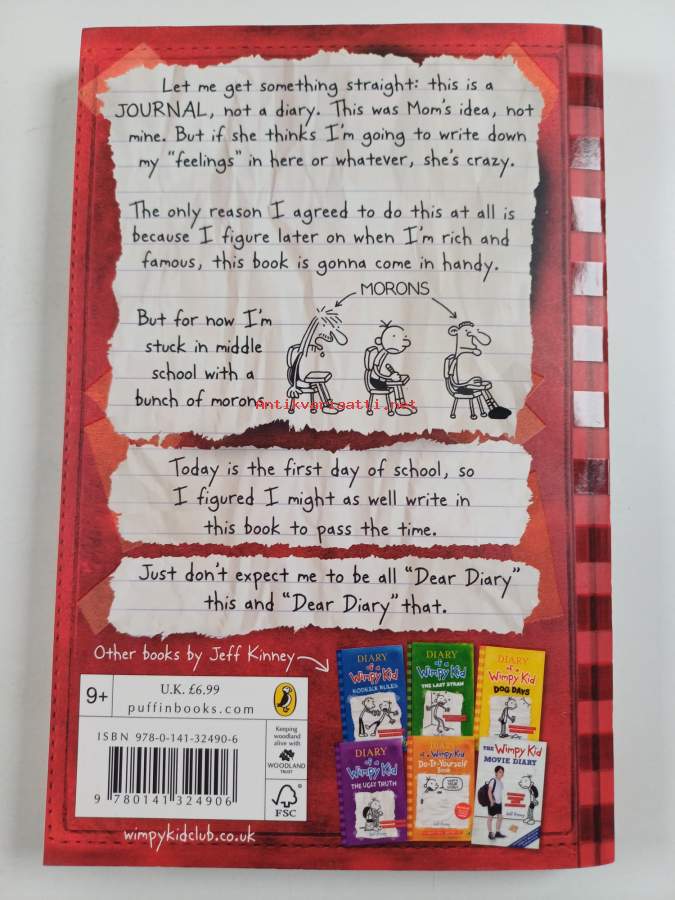 Let me get something straight: this is a
JOURNAL, not a diary. This was Mom's idea, not
mine. But if she thinks I'm going to write down
my "feelings" in here or whatever, she's crazy.
The only reason I agreed to do this at all is
because I figure later on when I'm rich and
famous, this book is gonna come in handy.
MORONS
But for now I'm
stuck in middle
school with a
bunch of morons.
Antikvariaatti.net
Today is the first day of school, so
I figured I might as well write in
this book to pass the time.
Just don't expect me to be all "Dear Diary"
this and "Dear Diary" that.
Other books by Jeff Kinney
DIARY
of a
Wimpy Kid
RODRICK RULES
DIARY
of a
Wimpy Kid
THE LAST STRAW
DIARY
of a
Wimpy Kid
DOG DAYS
DIARY
of a
Wimpy Kid
THE UGLY TRUTH
DIARY
of a Wimpy Kid
Do-It-Yourself
Book
Jeff Kinney
THE Wimpy Kid
MOVIE DIARY
Jeff Kinney
9+
U.K. £6.99
puffinbooks.com
ISBN 978-0-141-32490-6
9 780141 324906
Keeping
woodland
alive with
WOODLAND
TRUST
FSC
wimpykidclub.co.uk